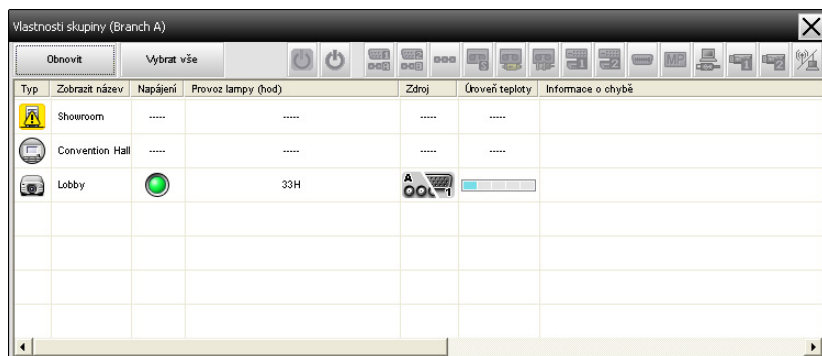 Vlastnosti skupiny (Branch A)
Obnovit Vybrat vše MP
Typ Zobrazit název Napájení Provoz lampy (hod) Zdroj Úroveň teploty Informace o chybě
Showroom ----- ----- ----- -----
Convention Hall ----- ----- ----- -----
Lobby 33H A 1